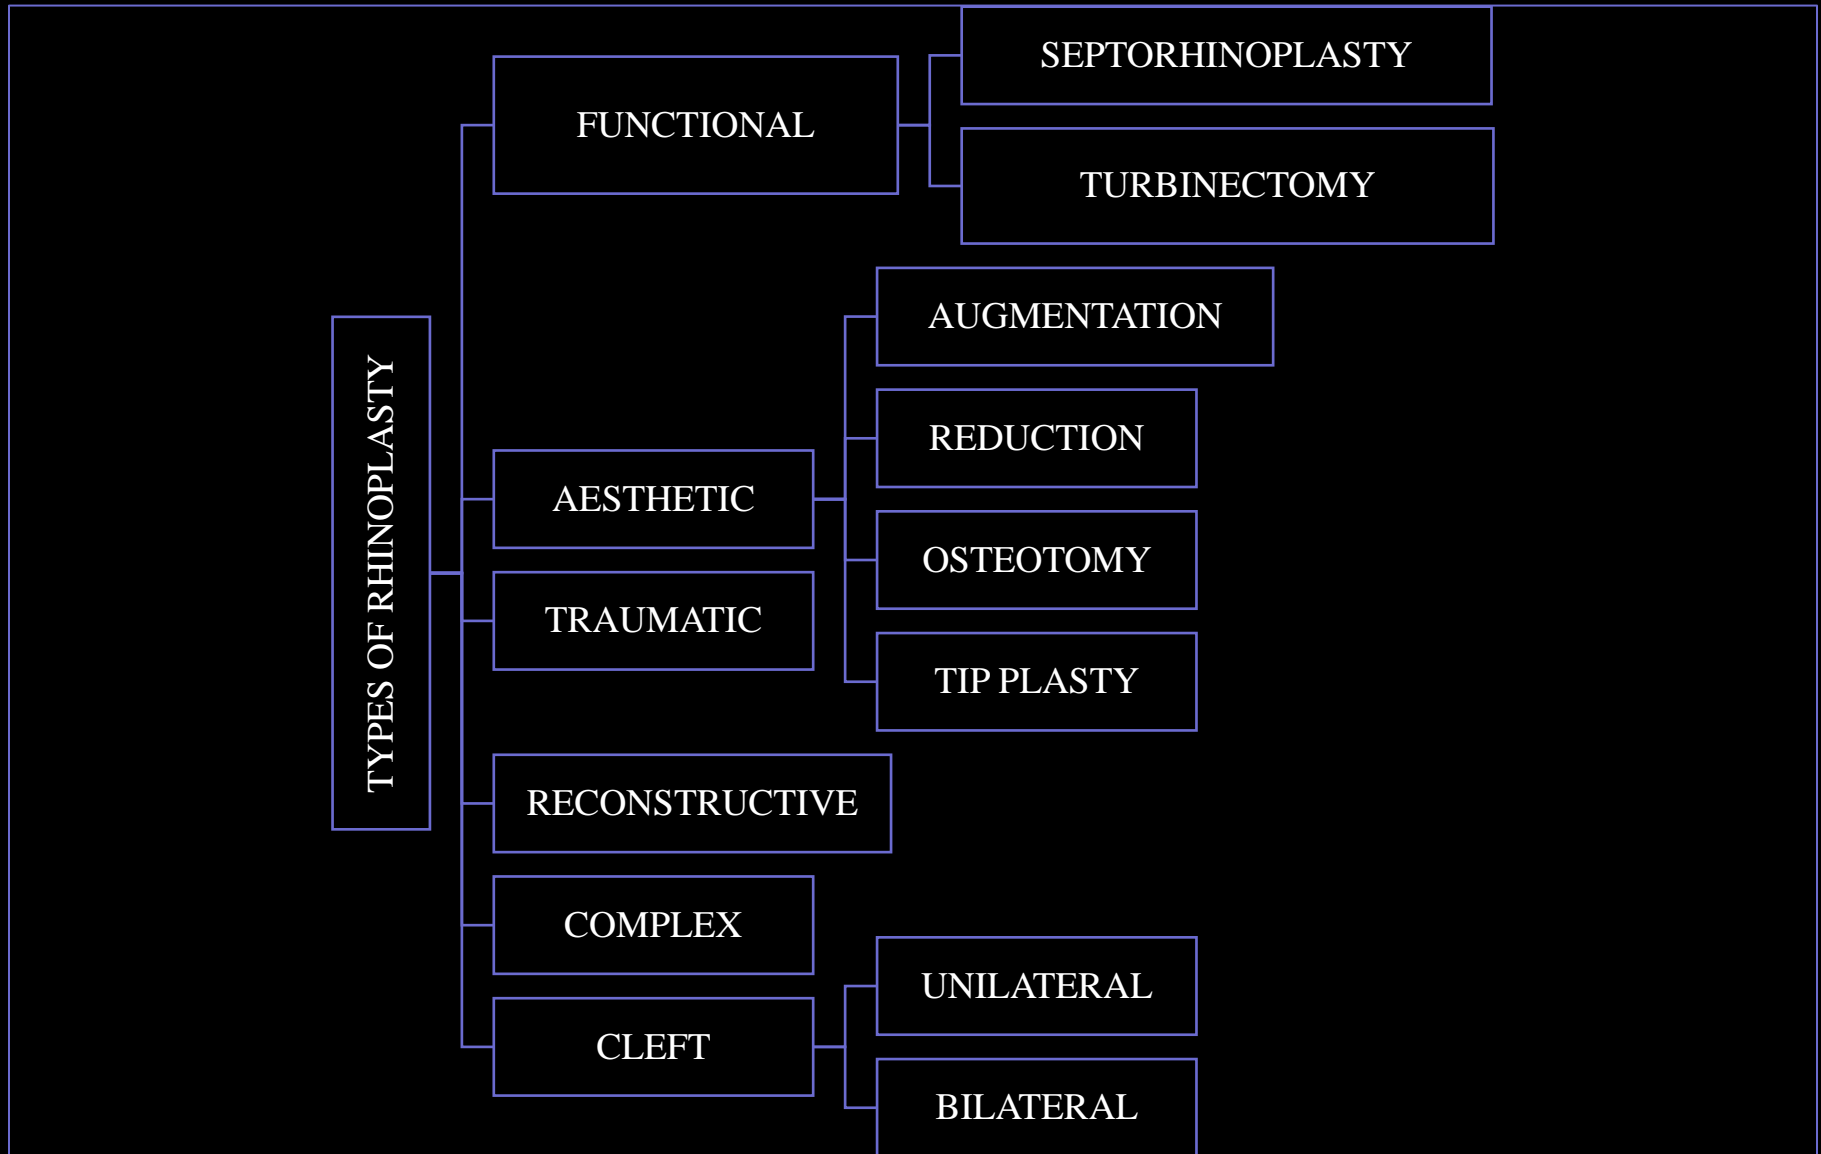 TYPES OF RHINOPLASTY
FUNCTIONAL
SEPTORHINOPLASTY
TURBINECTOMY
AESTHETIC
AUGMENTATION
REDUCTION
OSTEOTOMY
TIP PLASTY
TRAUMATIC
RECONSTRUCTIVE
COMPLEX
CLEFT
UNILATERAL
BILATERAL